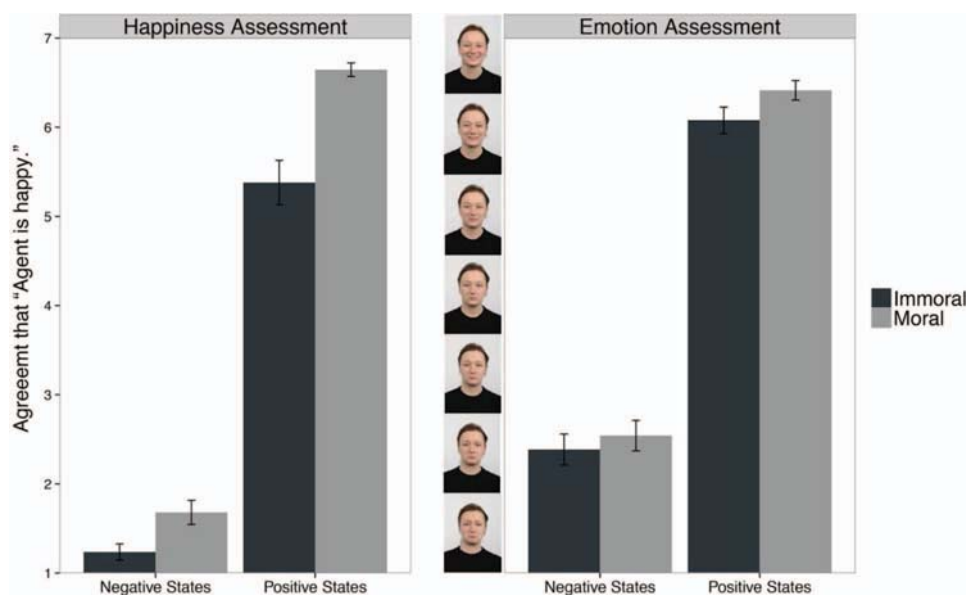 Happiness Assessment
Emotion Assessment
Agreeemt that “Agent is happy.”
7
6
5
4
3
2
1
Negative States
Positive States
Negative States
Positive States
Immoral
Moral